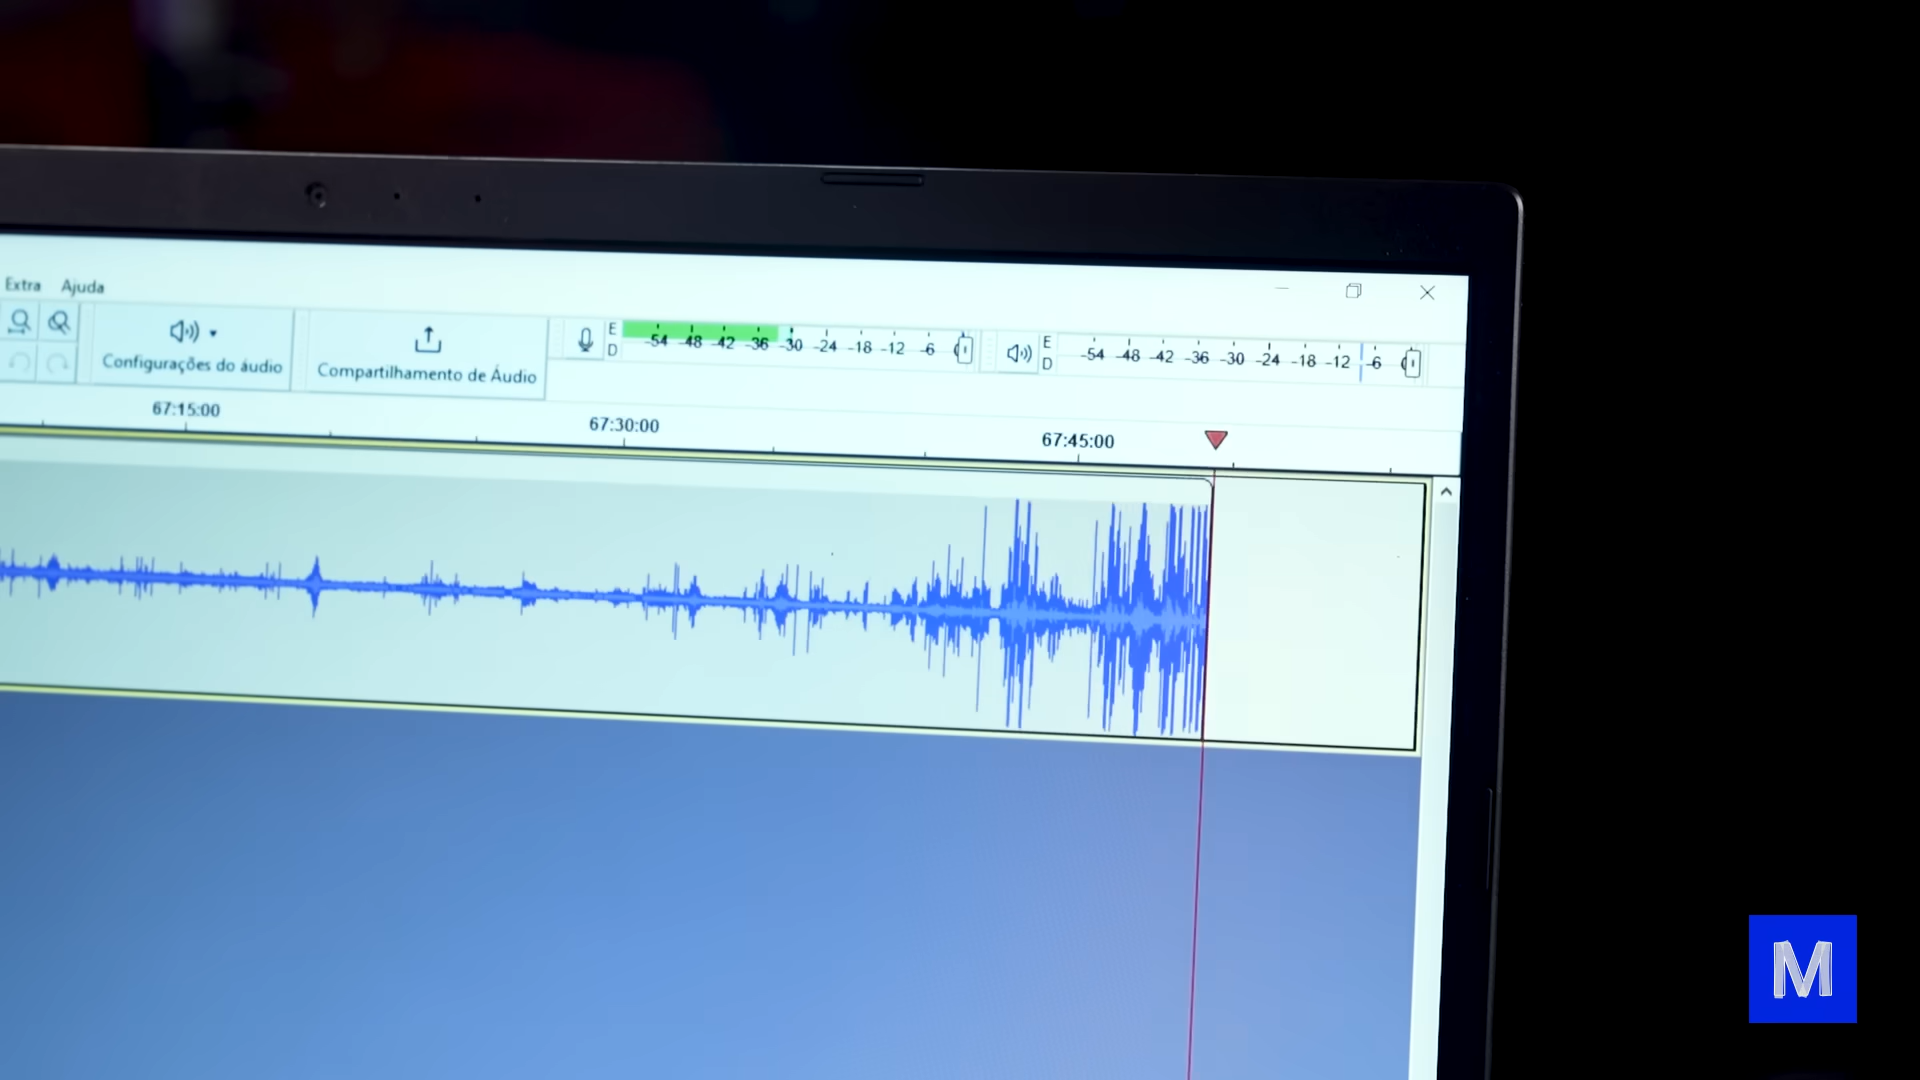 Extra Ajuda
Configurações do áudio
Compartilhamento de Áudio
E
D
-54 -48 -42 -36 -30 -24 -18 -12 -6
E
D
-54 -48 -42 -36 -30 -24 -18 -12 -6
67:15:00 67:30:00 67:45:00
M